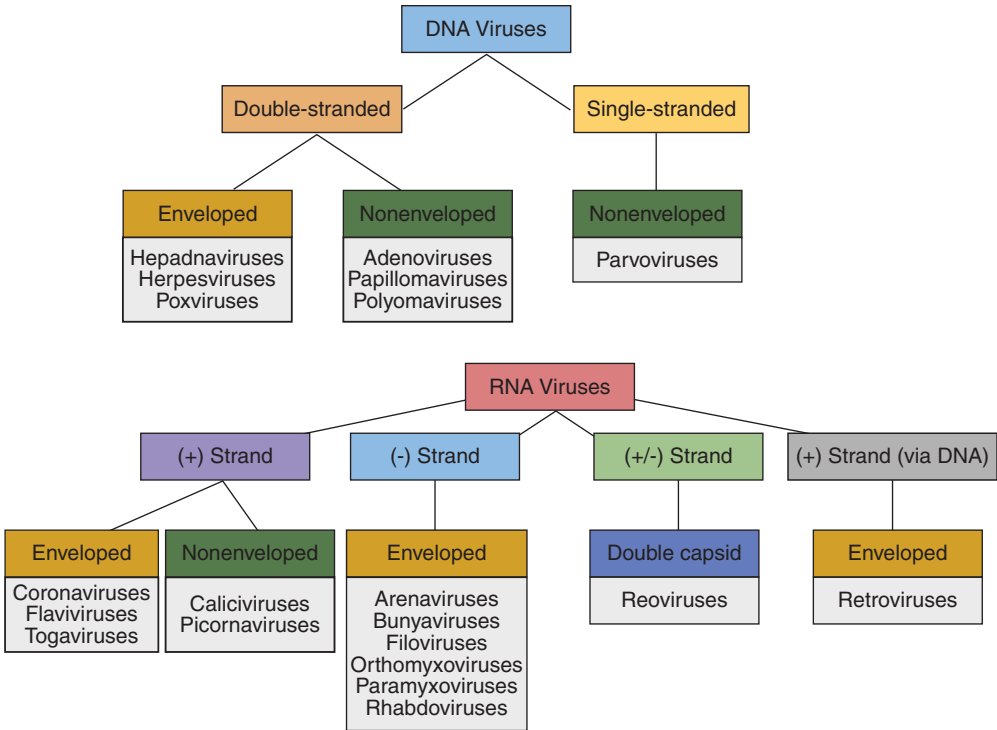 DNA Viruses
Double-stranded
Single-stranded
Enveloped
Hepadnaviruses
Herpesviruses
Poxviruses
Nonenveloped
Adenoviruses
Papillomaviruses
Polyomaviruses
Nonenveloped
Parvoviruses
RNA Viruses
(+) Strand
(-) Strand
(+/-) Strand
(+) Strand (via DNA)
Enveloped
Coronaviruses
Flaviviruses
Togaviruses
Nonenveloped
Caliciviruses
Picornaviruses
Enveloped
Arenaviruses
Bunyaviruses
Filoviruses
Orthomyxoviruses
Paramyxoviruses
Rhabdoviruses
Double capsid
Reoviruses
Enveloped
Retroviruses